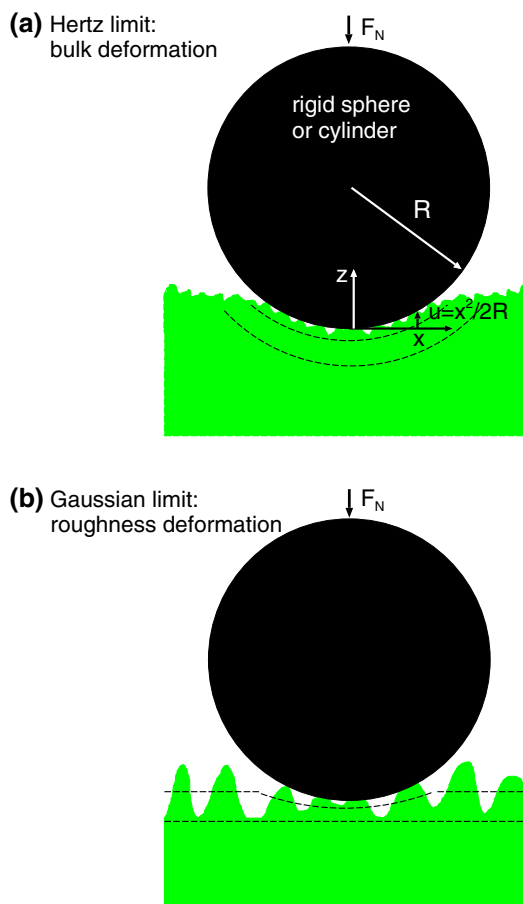 (a) Hertz limit:
bulk deformation
F_N
rigid sphere
or cylinder
R
z
u=x²/2R
x
(b) Gaussian limit:
roughness deformation
F_N